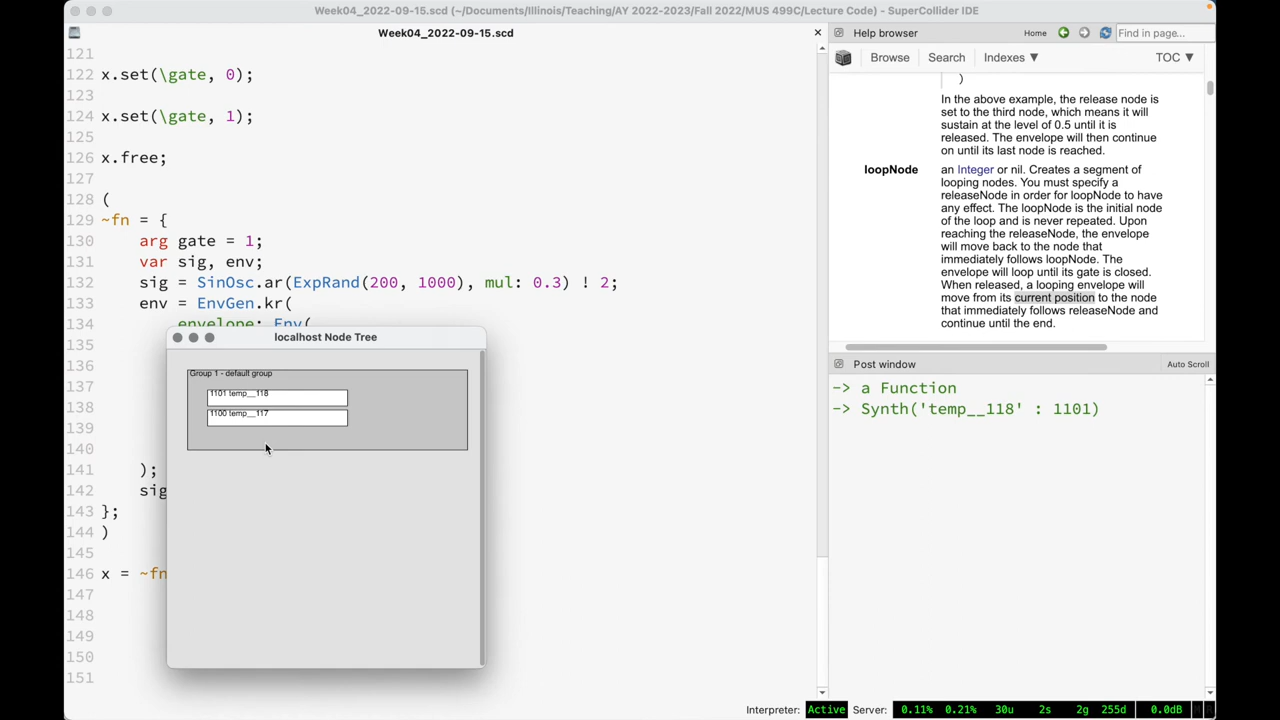 Week04_2022-09-15.scd (~/Documents/Illinois/Teaching/AY 2022-2023/Fall 2022/MUS 499C/Lecture Code) - SuperCollider IDE
Week04_2022-09-15.scd
121
122 x.set(\gate, 0);
123
124 x.set(\gate, 1);
125
126 x.free;
127
128 (
129 ~fn = {
130 arg gate = 1;
131 var sig, env;
132 sig = SinOsc.ar(ExpRand(200, 1000), mul: 0.3) ! 2;
133 env = EnvGen.kr(
envelope: Env(
135
136
137
138
139
140
141 );
142 sig
143 };
144 )
145
146 x = ~fn
147
148
149
150
151
localhost Node Tree
Group 1 - default group
1101 temp__118
1100 temp__117
Help browser
Home
Find in page...
Browse
Search
Indexes ▼
TOC ▼
)
In the above example, the release node is
set to the third node, which means it will
sustain at the level of 0.5 until it is
released. The envelope will then continue
on until its last node is reached.
loopNode
an Integer or nil. Creates a segment of
looping nodes. You must specify a
releaseNode in order for loopNode to have
any effect. The loopNode is the initial node
of the loop and is never repeated. Upon
reaching the releaseNode, the envelope
will move back to the node that
immediately follows loopNode. The
envelope will loop until its gate is closed.
When released, a looping envelope will
move from its current position to the node
that immediately follows releaseNode and
continue until the end.
Post window
Auto Scroll
-> a Function
-> Synth('temp__118' : 1101)
Interpreter: Active Server: 0.11% 0.21% 30u 2s 2g 255d 0.0dB